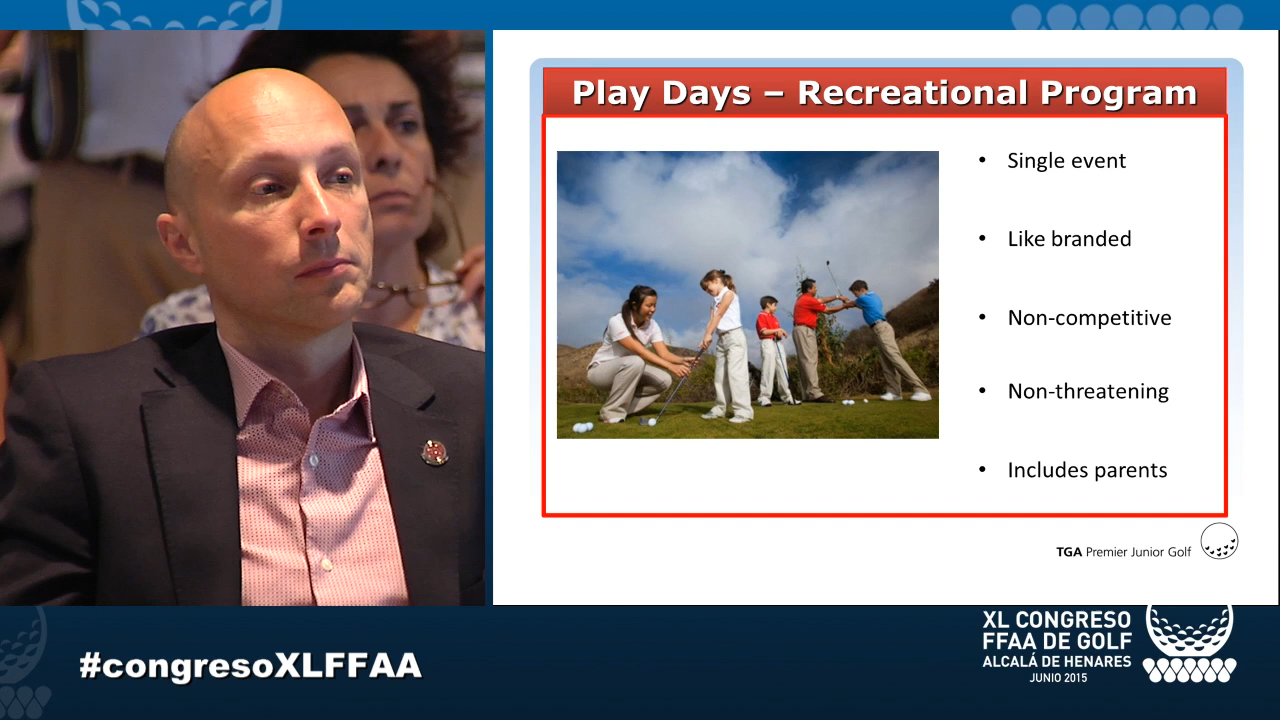 Play Days – Recreational Program
• Single event
• Like branded
• Non-competitive
• Non-threatening
• Includes parents
TGA Premier Junior Golf
#congresoXLFFAA
XL CONGRESO
FFAA DE GOLF
ALCALÁ DE HENARES
JUNIO 2015